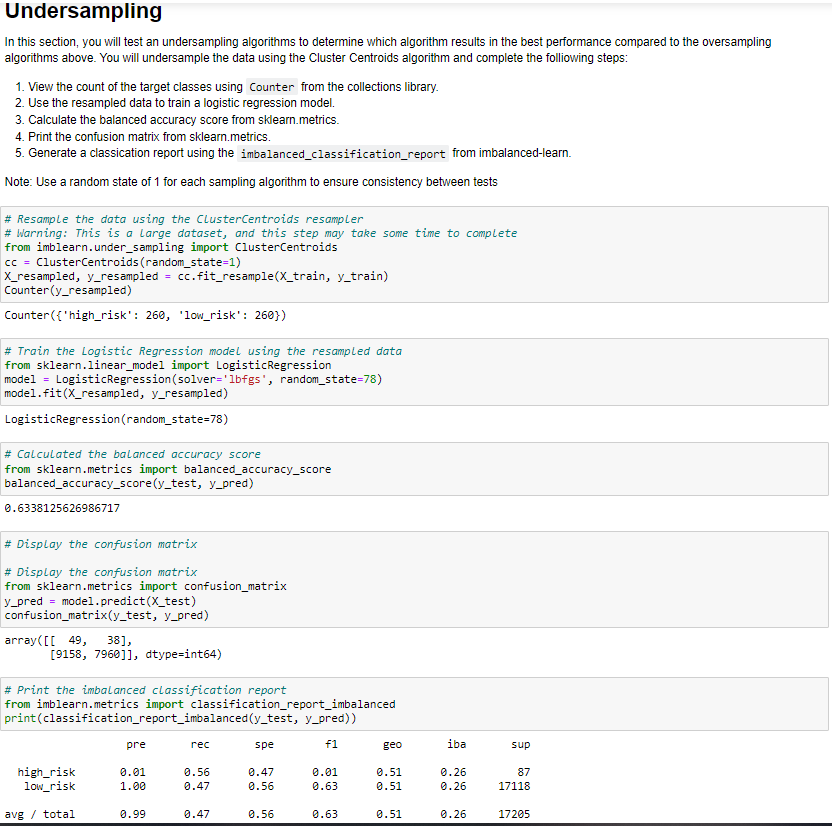 Undersampling
In this section, you will test an undersampling algorithms to determine which algorithm results in the best performance compared to the oversampling
algorithms above. You will undersample the data using the Cluster Centroids algorithm and complete the folliowing steps:
1. View the count of the target classes using Counter from the collections library.
2. Use the resampled data to train a logistic regression model.
3. Calculate the balanced accuracy score from sklearn.metrics.
4. Print the confusion matrix from sklearn.metrics.
5. Generate a classication report using the imbalanced_classification_report from imbalanced-learn.
Note: Use a random state of 1 for each sampling algorithm to ensure consistency between tests
# Resample the data using the ClusterCentroids resampler
# Warning: This is a large dataset, and this step may take some time to complete
from imblearn.under_sampling import ClusterCentroids
cc = ClusterCentroids(random_state=1)
X_resampled, y_resampled = cc.fit_resample(X_train, y_train)
Counter(y_resampled)
Counter({'high_risk': 260, 'low_risk': 260})
# Train the Logistic Regression model using the resampled data
from sklearn.linear_model import LogisticRegression
model = LogisticRegression(solver='lbfgs', random_state=78)
model.fit(X_resampled, y_resampled)
LogisticRegression(random_state=78)
# Calculated the balanced accuracy score
from sklearn.metrics import balanced_accuracy_score
balanced_accuracy_score(y_test, y_pred)
0.6338125626986717
# Display the confusion matrix
# Display the confusion matrix
from sklearn.metrics import confusion_matrix
y_pred = model.predict(X_test)
confusion_matrix(y_test, y_pred)
array([[  49,   38],
       [9158, 7960]], dtype=int64)
# Print the imbalanced classification report
from imblearn.metrics import classification_report_imbalanced
print(classification_report_imbalanced(y_test, y_pred))
pre rec spe f1 geo iba sup
high_risk 0.01 0.56 0.47 0.01 0.51 0.26 87
low_risk 1.00 0.47 0.56 0.63 0.51 0.26 17118
avg / total 0.99 0.47 0.56 0.63 0.51 0.26 17205